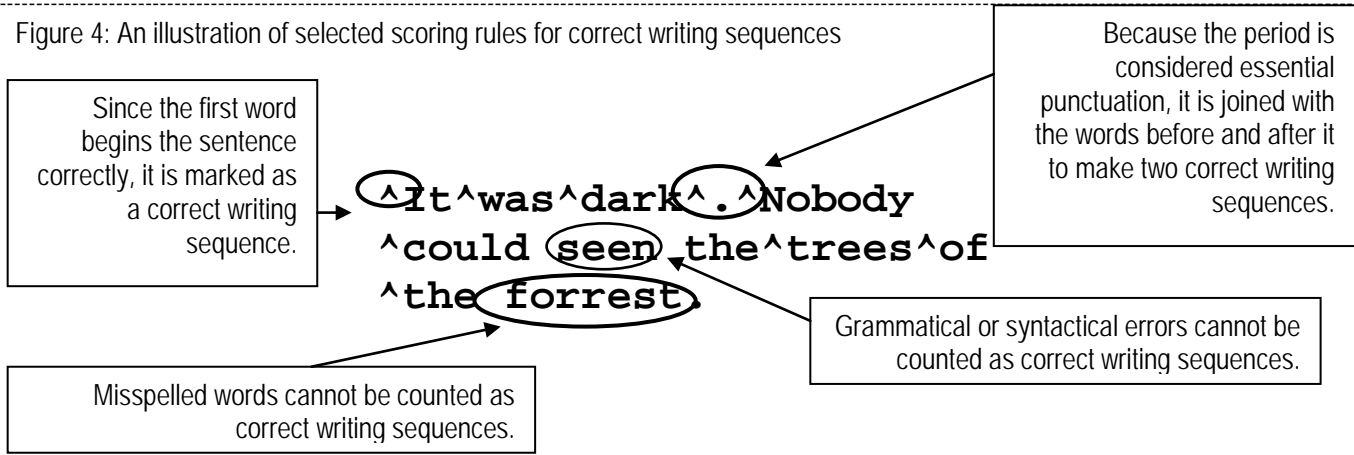 Figure 4: An illustration of selected scoring rules for correct writing sequences
Since the first word
begins the sentence
correctly, it is marked as
a correct writing
sequence.
Because the period is
considered essential
punctuation, it is joined with
the words before and after it
to make two correct writing
sequences.
^It^was^dark^.^Nobody
^could seen the^trees^of
^the forrest.
Grammatical or syntactical errors cannot be
counted as correct writing sequences.
Misspelled words cannot be counted as
correct writing sequences.